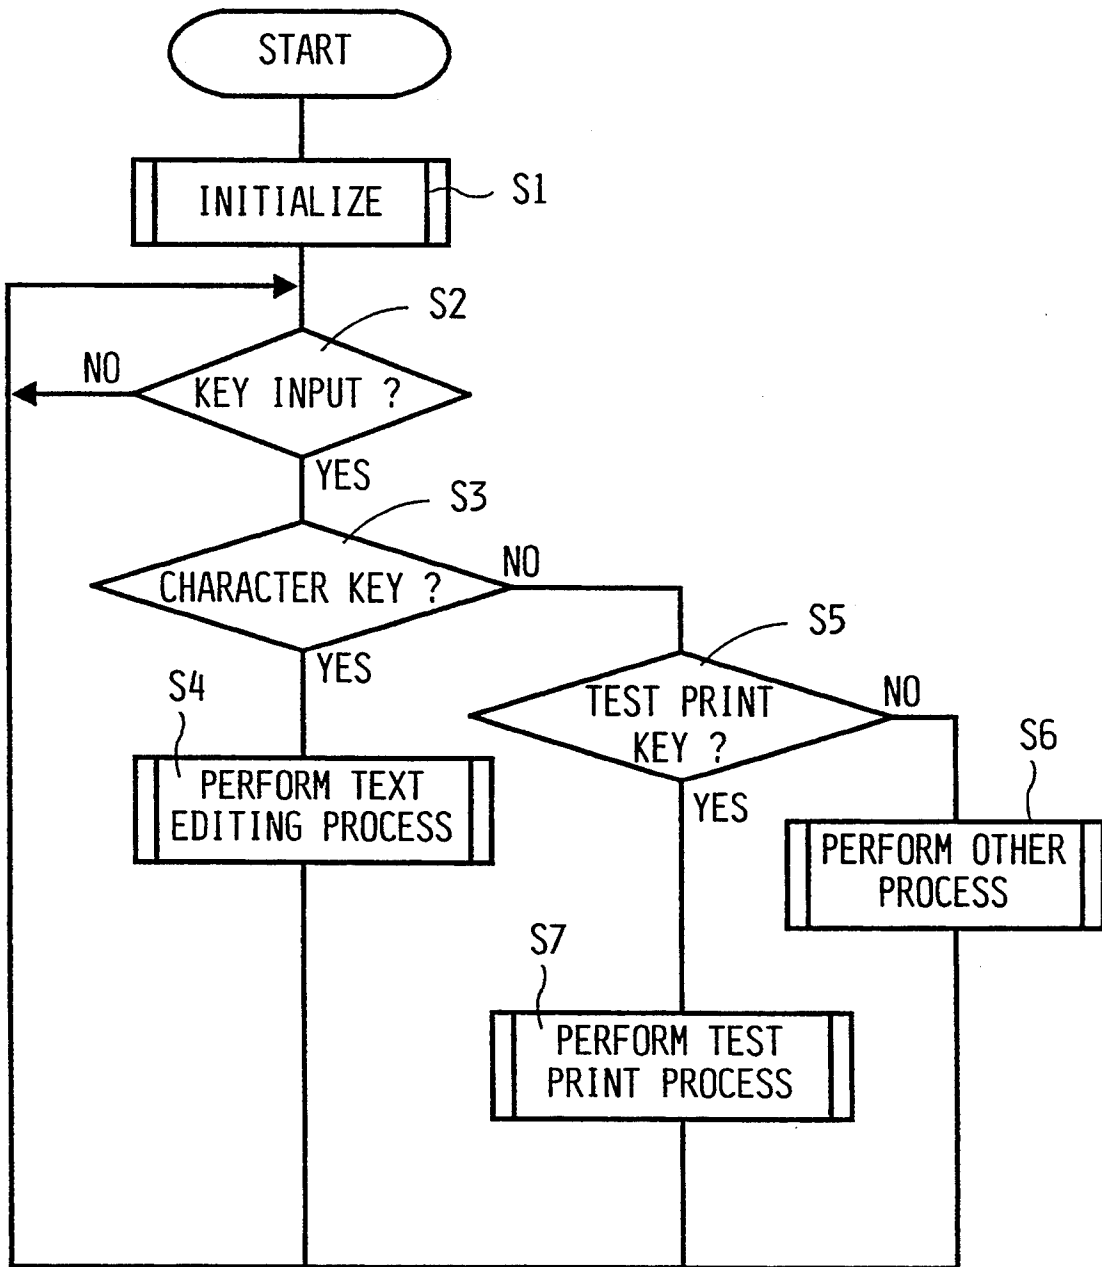 START
INITIALIZE
S1
S2
NO
KEY INPUT ?
YES
S3
CHARACTER KEY ?
NO
YES
S5
S4
TEST PRINT
KEY ?
NO
YES
S6
PERFORM TEXT
EDITING PROCESS
PERFORM OTHER
PROCESS
S7
PERFORM TEST
PRINT PROCESS